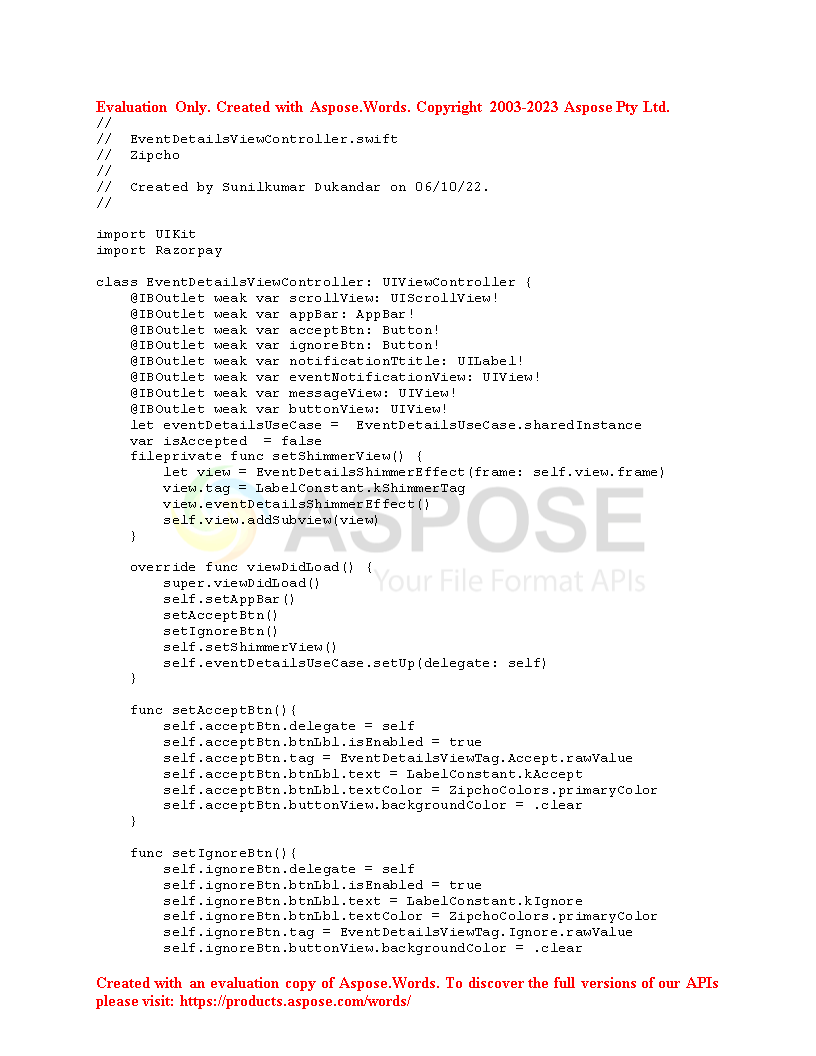 Evaluation Only. Created with Aspose.Words. Copyright 2003-2023 Aspose Pty Ltd.
//
//  EventDetailsViewController.swift
//  Zipcho
//
//  Created by Sunilkumar Dukandar on 06/10/22.
//

import UIKit
import Razorpay

class EventDetailsViewController: UIViewController {
    @IBOutlet weak var scrollView: UIScrollView!
    @IBOutlet weak var appBar: AppBar!
    @IBOutlet weak var acceptBtn: Button!
    @IBOutlet weak var ignoreBtn: Button!
    @IBOutlet weak var notificationTtitle: UILabel!
    @IBOutlet weak var eventNotificationView: UIView!
    @IBOutlet weak var messageView: UIView!
    @IBOutlet weak var buttonView: UIView!
    let eventDetailsUseCase =  EventDetailsUseCase.sharedInstance
    var isAccepted  = false
    fileprivate func setShimmerView() {
        let view = EventDetailsShimmerEffect(frame: self.view.frame)
        view.tag = LabelConstant.kShimmerTag
        view.eventDetailsShimmerEffect()
        self.view.addSubview(view)
    }
ASPOSE
Your File Format APIs

    override func viewDidLoad() {
        super.viewDidLoad()
        self.setAppBar()
        setAcceptBtn()
        setIgnoreBtn()
        self.setShimmerView()
        self.eventDetailsUseCase.setUp(delegate: self)
    }

    func setAcceptBtn(){
        self.acceptBtn.delegate = self
        self.acceptBtn.btnLbl.isEnabled = true
        self.acceptBtn.tag = EventDetailsViewTag.Accept.rawValue
        self.acceptBtn.btnLbl.text = LabelConstant.kAccept
        self.acceptBtn.btnLbl.textColor = ZipchoColors.primaryColor
        self.acceptBtn.buttonView.backgroundColor = .clear
    }

    func setIgnoreBtn(){
        self.ignoreBtn.delegate = self
        self.ignoreBtn.btnLbl.isEnabled = true
        self.ignoreBtn.btnLbl.text = LabelConstant.kIgnore
        self.ignoreBtn.btnLbl.textColor = ZipchoColors.primaryColor
        self.ignoreBtn.tag = EventDetailsViewTag.Ignore.rawValue
        self.ignoreBtn.buttonView.backgroundColor = .clear

Created with an evaluation copy of Aspose.Words. To discover the full versions of our APIs
please visit: https://products.aspose.com/words/